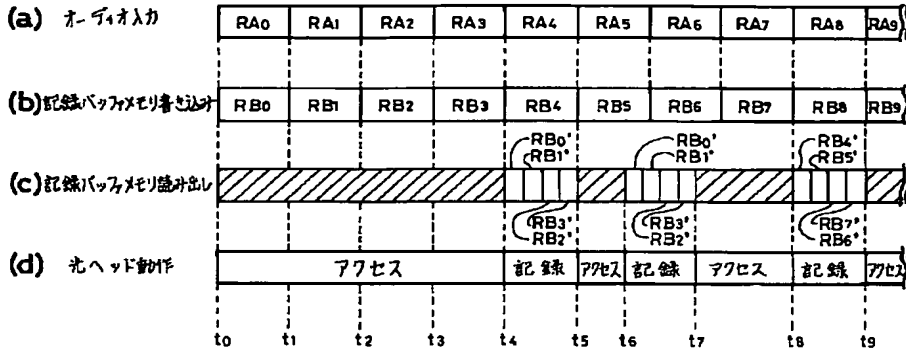 (a) オーディオ入力 RA0 RA1 RA2 RA3 RA4 RA5 RA6 RA7 RA8 RA9
(b) 記録バッファメモリ書き込み RB0 RB1 RB2 RB3 RB4 RB5 RB6 RB7 RB8 RB9
RB0' RB0' RB4'
RB1' RB1' RB5'
(c) 記録バッファメモリ読み出し
RB3' RB3' RB7'
RB2' RB2' RB6'
(d) 光ヘッド動作 アクセス 記録 アクセス 記録 アクセス 記録 アクセス
t0 t1 t2 t3 t4 t5 t6 t7 t8 t9